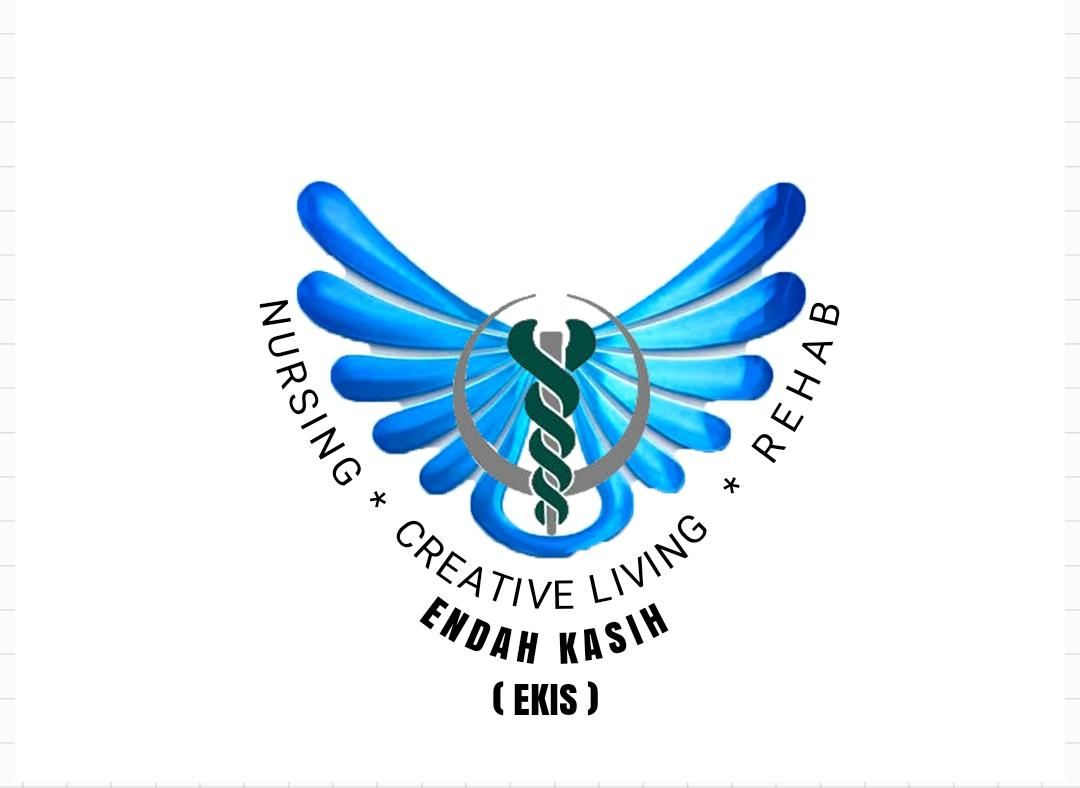 NURSING * CREATIVE LIVING * REHAB
ENDAH KASIH
( EKIS )